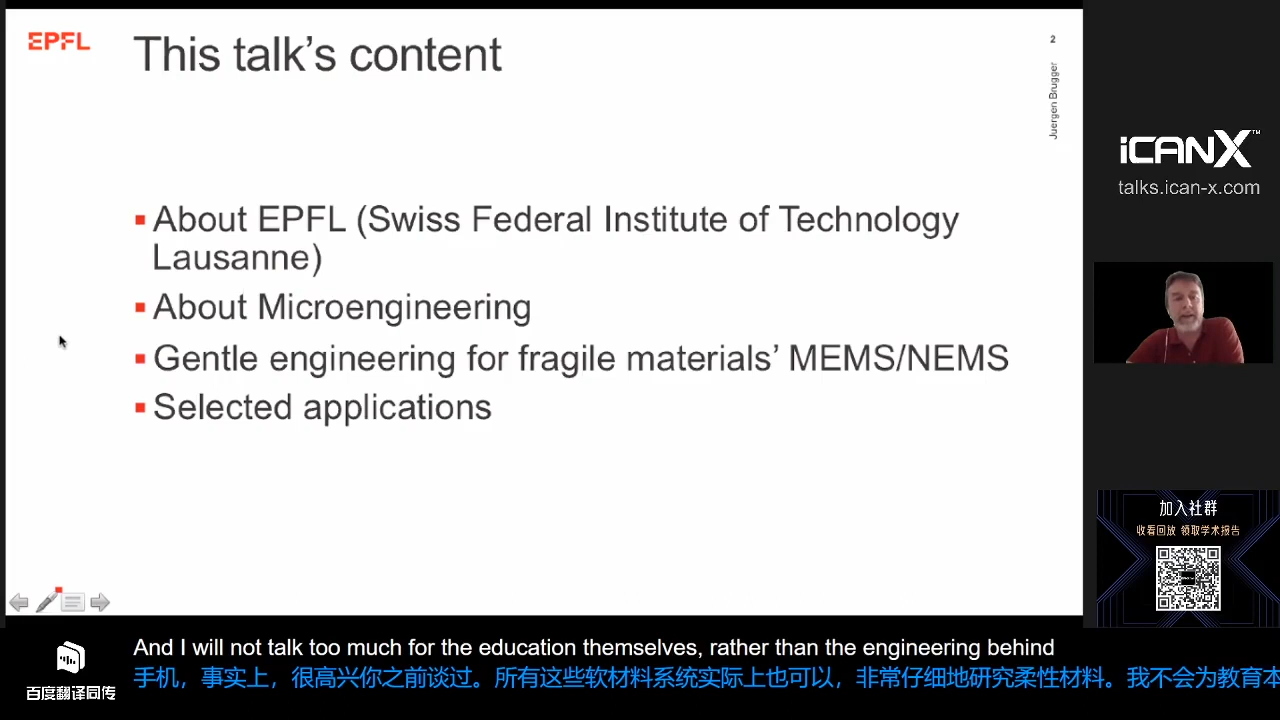 EPFL
This talk's content
2
Juergen Brugger
About EPFL (Swiss Federal Institute of Technology
Lausanne)
About Microengineering
Gentle engineering for fragile materials' MEMS/NEMS
Selected applications
iCANX™
talks.ican-x.com
加入社群
收看回放 领取学术报告
And I will not talk too much for the education themselves, rather than the engineering behind
手机，事实上，很高兴你之前谈过。所有这些软材料系统实际上也可以，非常仔细地研究柔性材料。我不会为教育本
百度翻译同传